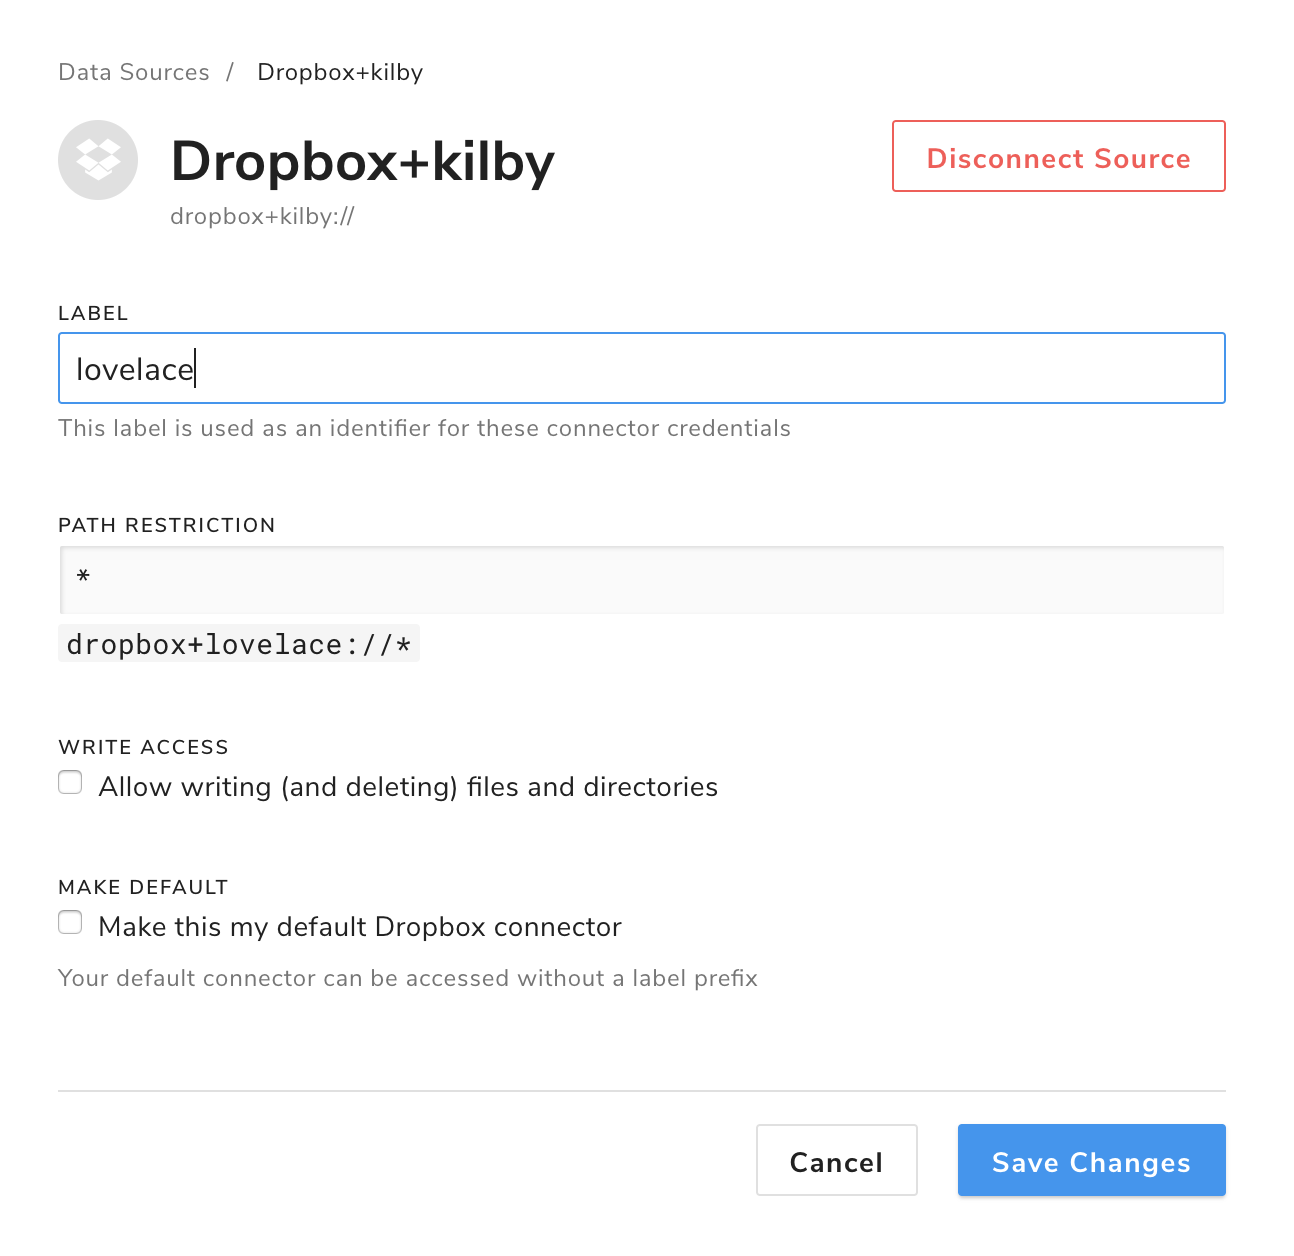 Data Sources / Dropbox+kilby
Dropbox+kilby
Disconnect Source
dropbox+kilby://
LABEL
lovelace
This label is used as an identifier for these connector credentials
PATH RESTRICTION
*
dropbox+lovelace://*
WRITE ACCESS
Allow writing (and deleting) files and directories
MAKE DEFAULT
Make this my default Dropbox connector
Your default connector can be accessed without a label prefix
Cancel
Save Changes